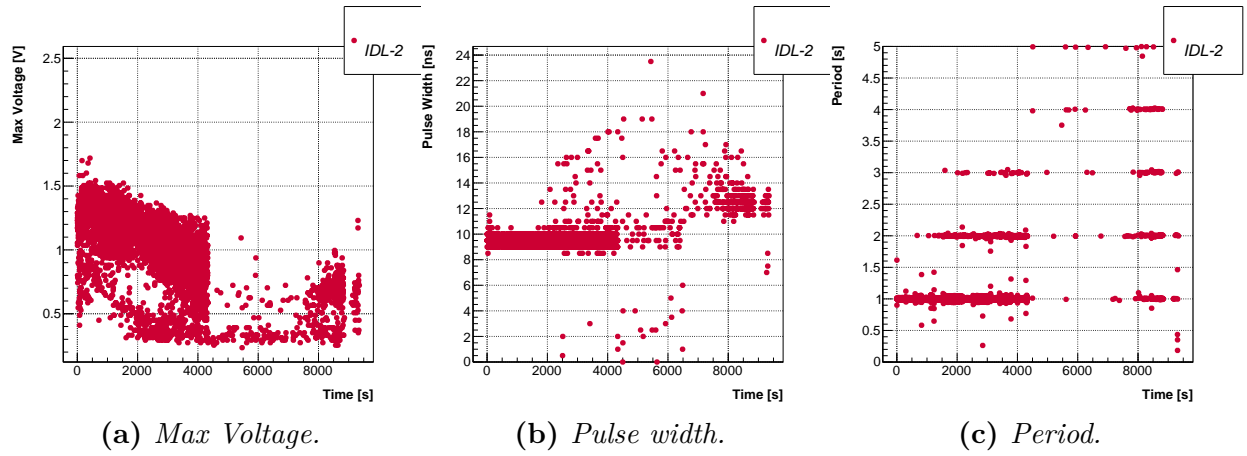 IDL-2
Max Voltage [V]
2.5
2
1.5
1
0.5
0 2000 4000 6000 8000
Time [s]
(a) Max Voltage.
IDL-2
Pulse Width [ns]
24
22
20
18
16
14
12
10
8
6
4
2
0
0 2000 4000 6000 8000
Time [s]
(b) Pulse width.
IDL-2
Period [s]
5
4.5
4
3.5
3
2.5
2
1.5
1
0.5
0
0 2000 4000 6000 8000
Time [s]
(c) Period.